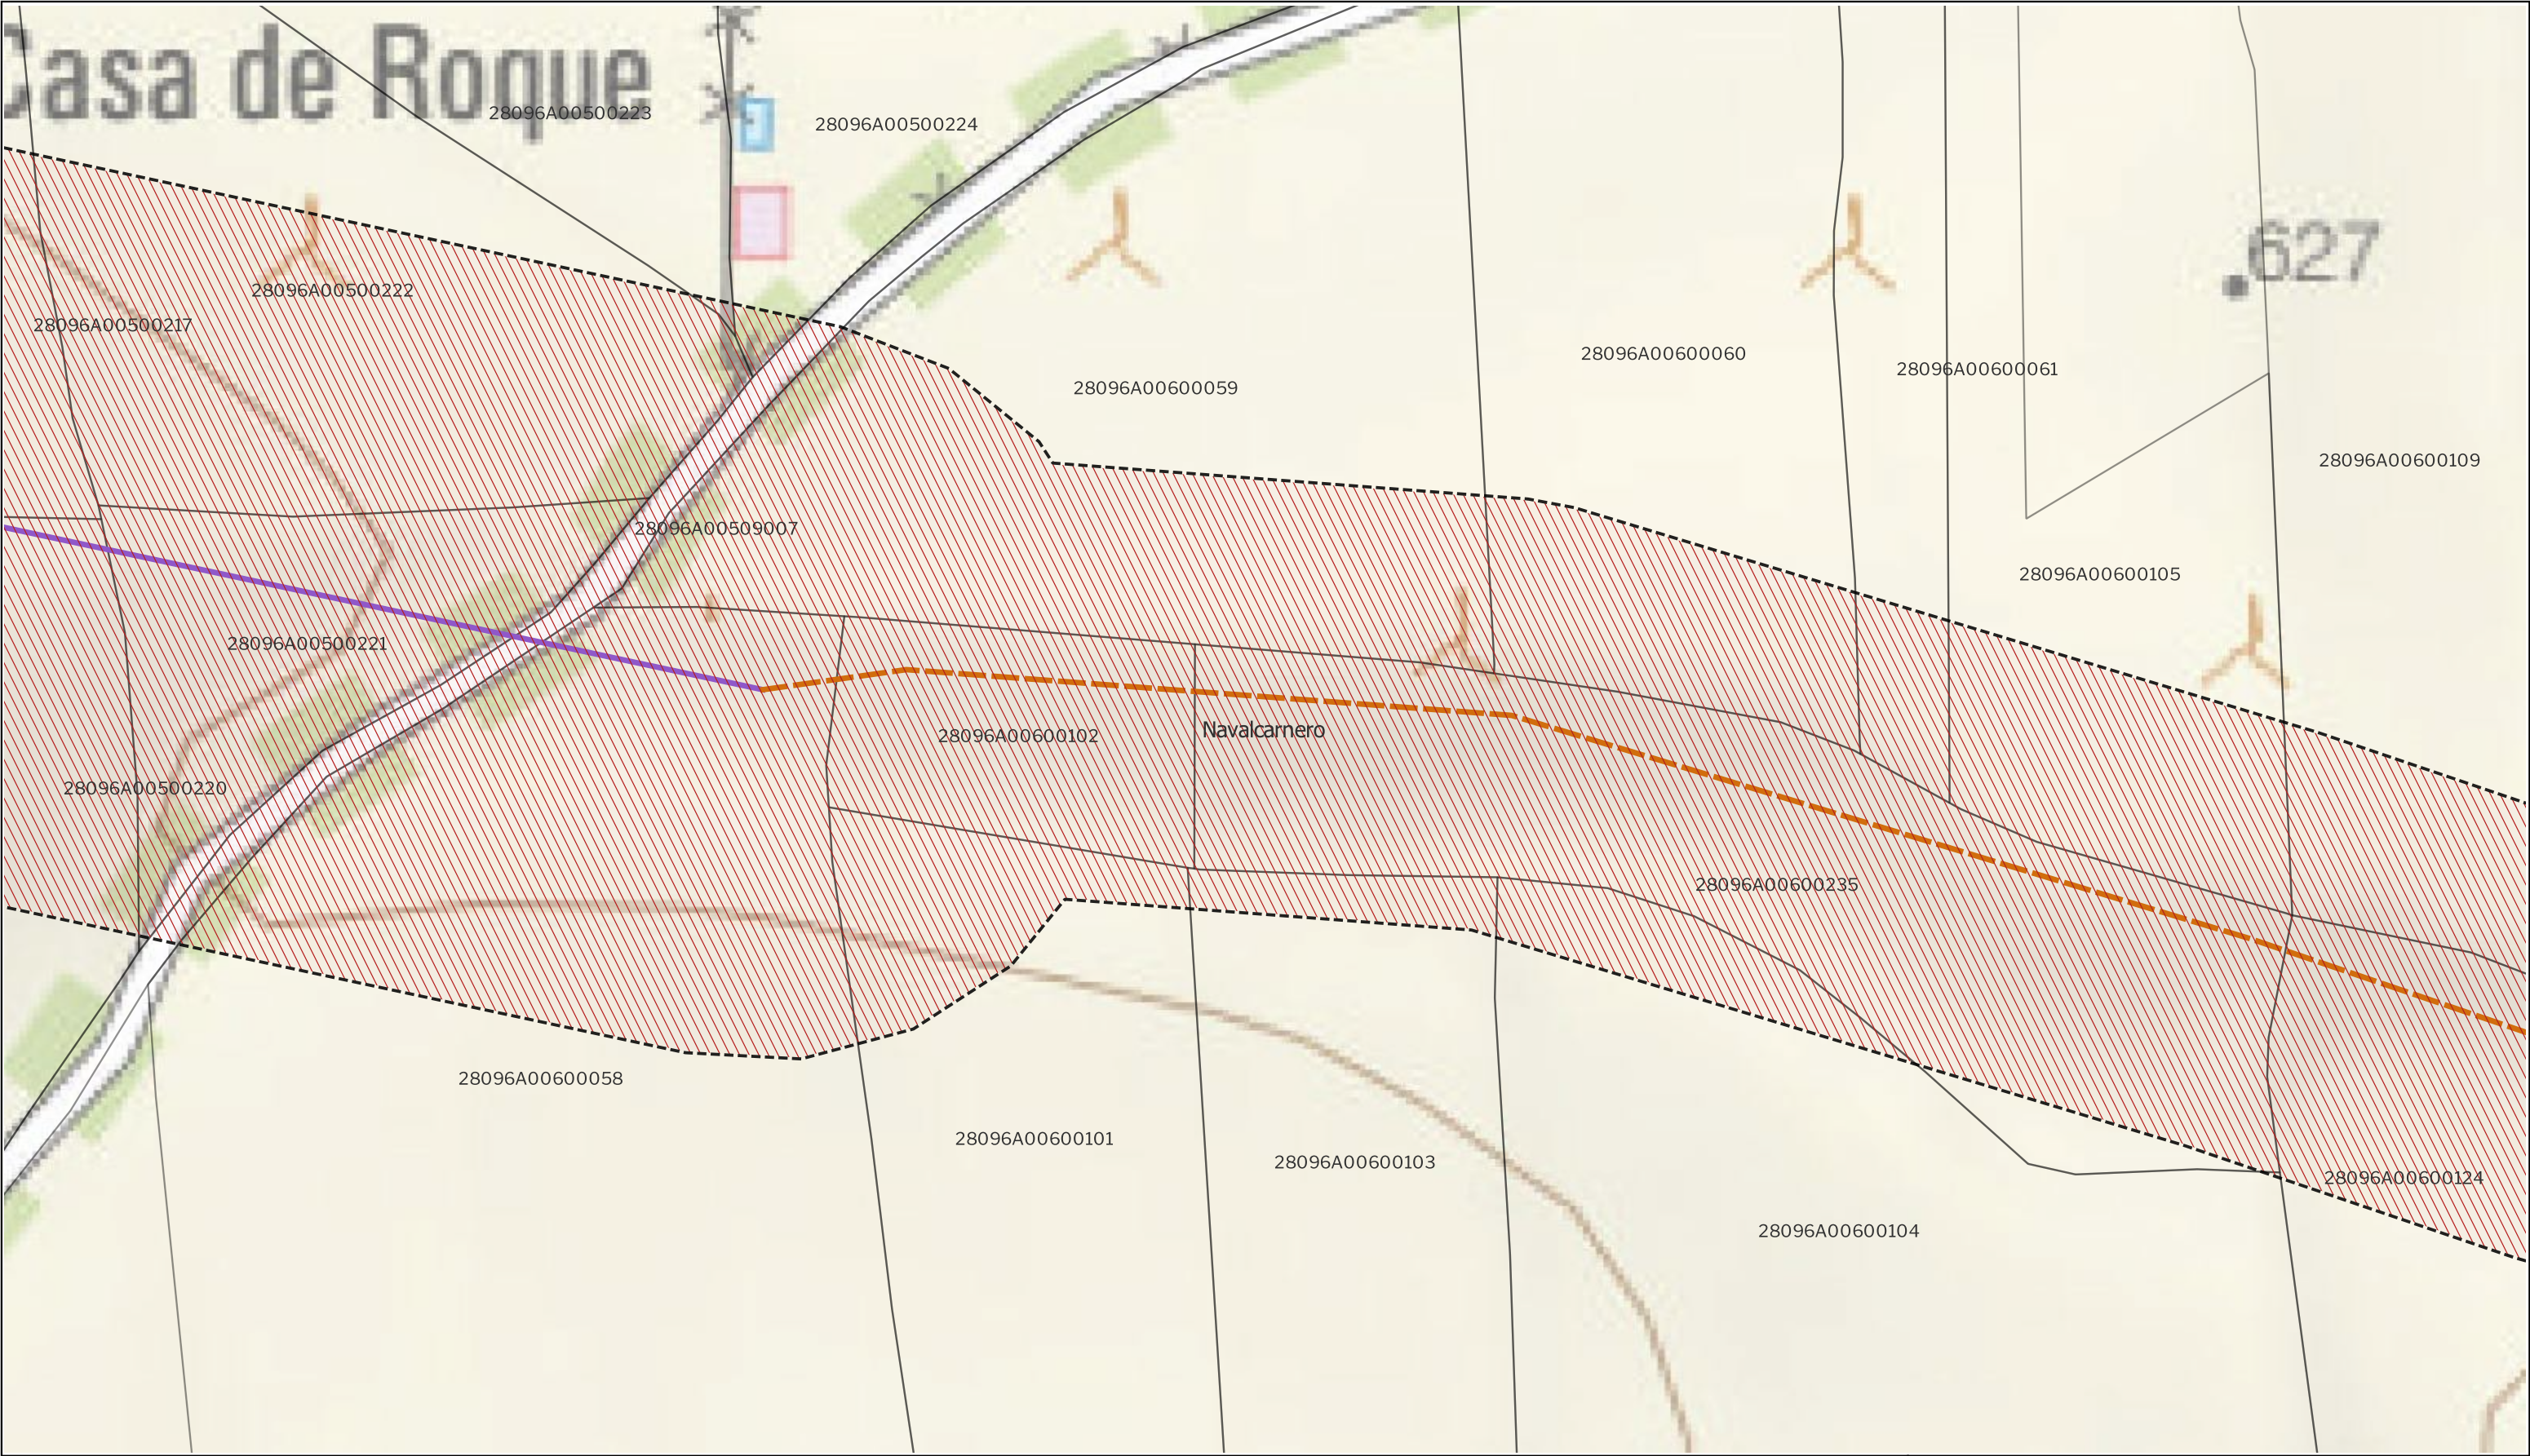 Casa de Roque
28096A00500223
28096A00500224
627
28096A00500222
28096A00500217
28096A00600060
28096A00600061
28096A00600059
28096A00600109
28096A00509007
28096A00600105
28096A00500221
28096A00600102
Navalcarnero
28096A00500220
28096A00600235
28096A00600058
28096A00600101
28096A00600103
28096A00600124
28096A00600104